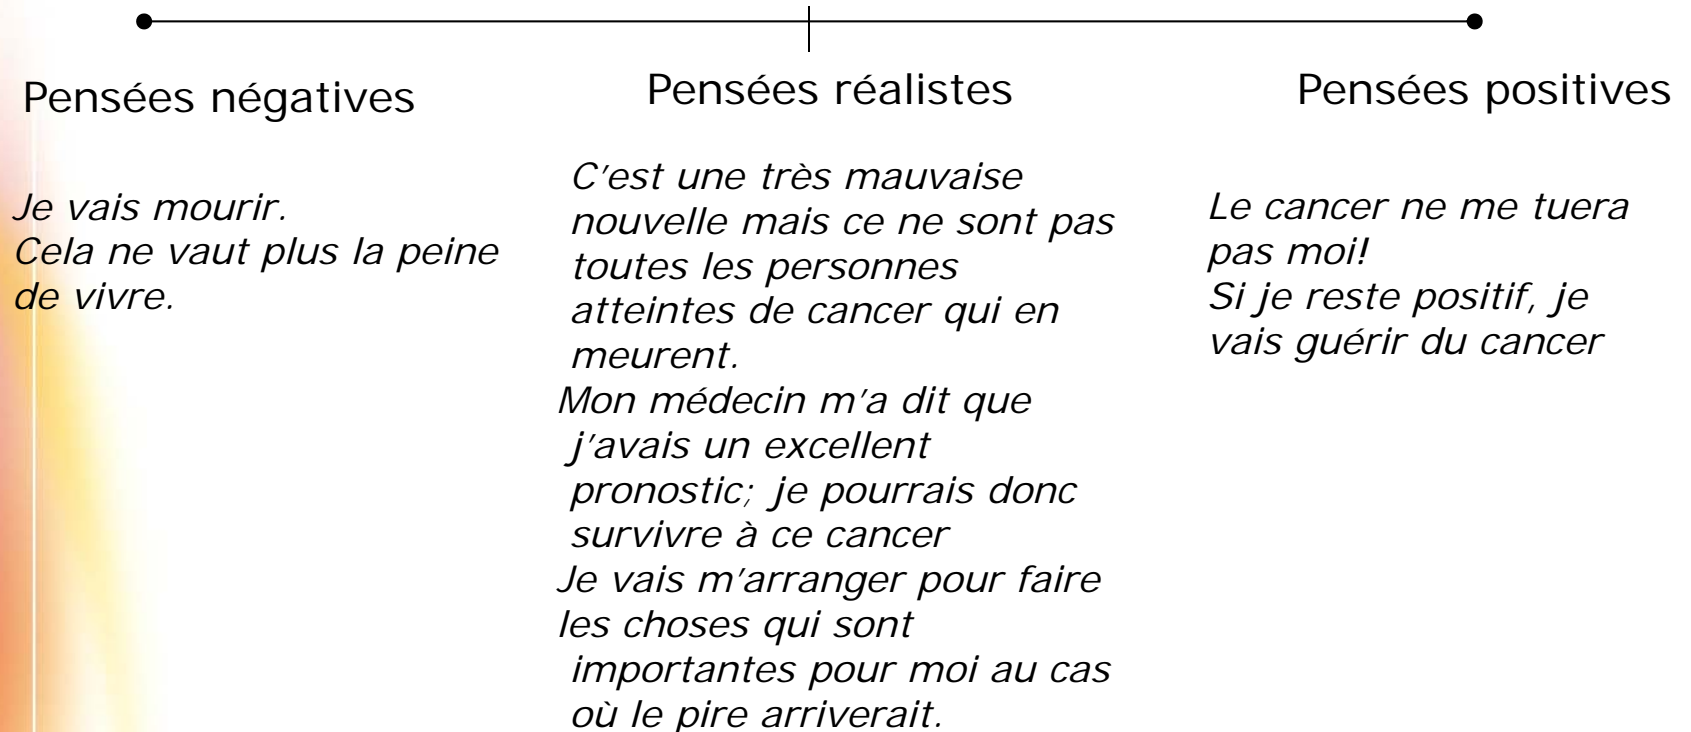 Pensées négatives
Je vais mourir.
Cela ne vaut plus la peine
de vivre.
Pensées réalistes
C'est une très mauvaise
nouvelle mais ce ne sont pas
toutes les personnes
atteintes de cancer qui en
meurent.
Mon médecin m'a dit que
j'avais un excellent
pronostic; je pourrais donc
survivre à ce cancer
Je vais m'arranger pour faire
les choses qui sont
importantes pour moi au cas
où le pire arriverait.
Pensées positives
Le cancer ne me tuera
pas moi!
Si je reste positif, je
vais guérir du cancer